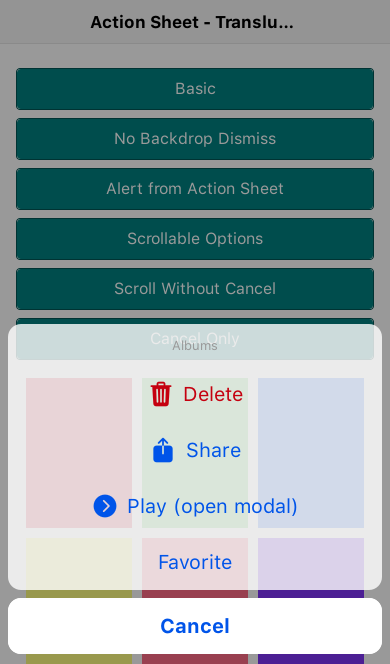 Action Sheet - Translu...
Basic
No Backdrop Dismiss
Alert from Action Sheet
Scrollable Options
Scroll Without Cancel
Cancel Only
Albums
Delete
Share
Play (open modal)
Favorite
Cancel